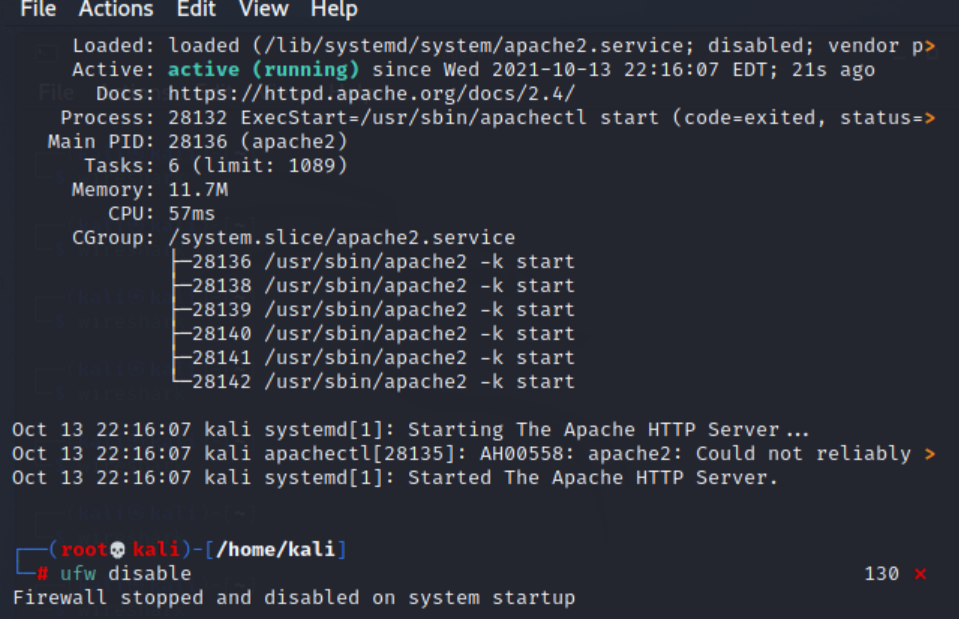 File Actions Edit View Help
Loaded: loaded (/lib/systemd/system/apache2.service; disabled; vendor p>
Active: active (running) since Wed 2021-10-13 22:16:07 EDT; 21s ago
Docs: https://httpd.apache.org/docs/2.4/
Process: 28132 ExecStart=/usr/sbin/apachectl start (code=exited, status=>
Main PID: 28136 (apache2)
Tasks: 6 (limit: 1089)
Memory: 11.7M
CPU: 57ms
CGroup: /system.slice/apache2.service
├─28136 /usr/sbin/apache2 -k start
├─28138 /usr/sbin/apache2 -k start
├─28139 /usr/sbin/apache2 -k start
├─28140 /usr/sbin/apache2 -k start
├─28141 /usr/sbin/apache2 -k start
└─28142 /usr/sbin/apache2 -k start
Oct 13 22:16:07 kali systemd[1]: Starting The Apache HTTP Server...
Oct 13 22:16:07 kali apachectl[28135]: AH00558: apache2: Could not reliably >
Oct 13 22:16:07 kali systemd[1]: Started The Apache HTTP Server.
┌──(root💀kali)-[/home/kali]
└─# ufw disable 130 ⨯
Firewall stopped and disabled on system startup